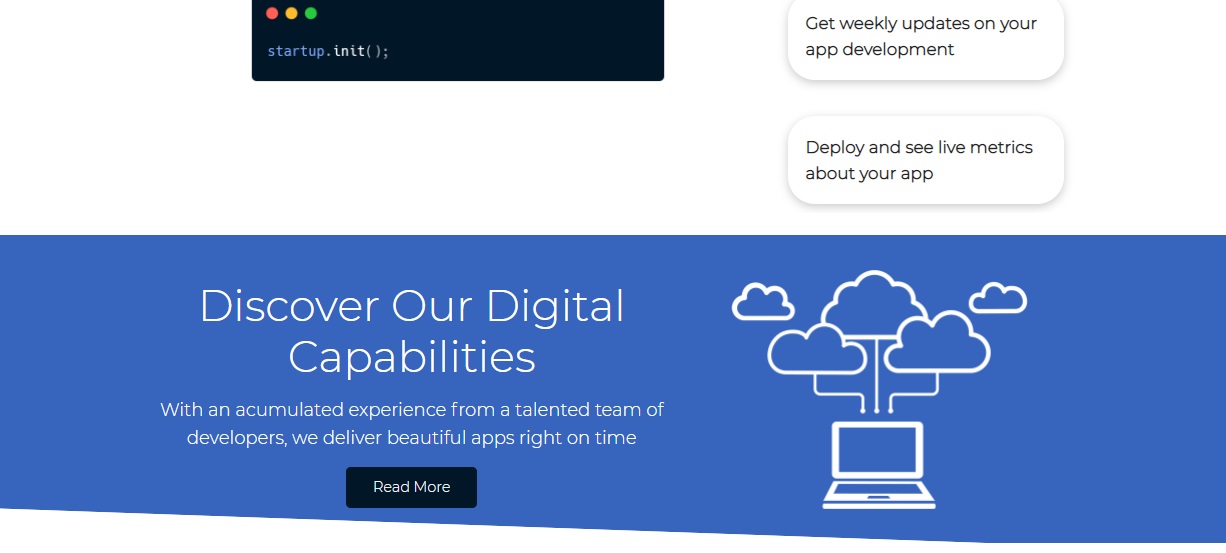 startup.init();
Get weekly updates on your
app development
Deploy and see live metrics
about your app
Discover Our Digital
Capabilities
With an acumulated experience from a talented team of
developers, we deliver beautiful apps right on time
Read More